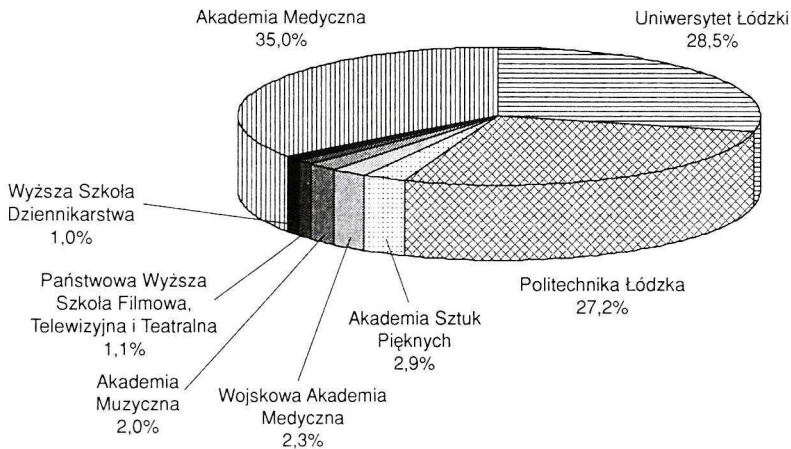 Akademia Medyczna
35,0%
Uniwersytet Łódzki
28,5%
Wyższa Szkoła
Dziennikarstwa
1,0%
Państwowa Wyższa
Szkoła Filmowa,
Telewizyjna i Teatralna
1,1%
Akademia
Muzyczna
2,0%
Wojskowa Akademia
Medyczna
2,3%
Akademia Sztuk
Pięknych
2,9%
Politechnika Łódzka
27,2%